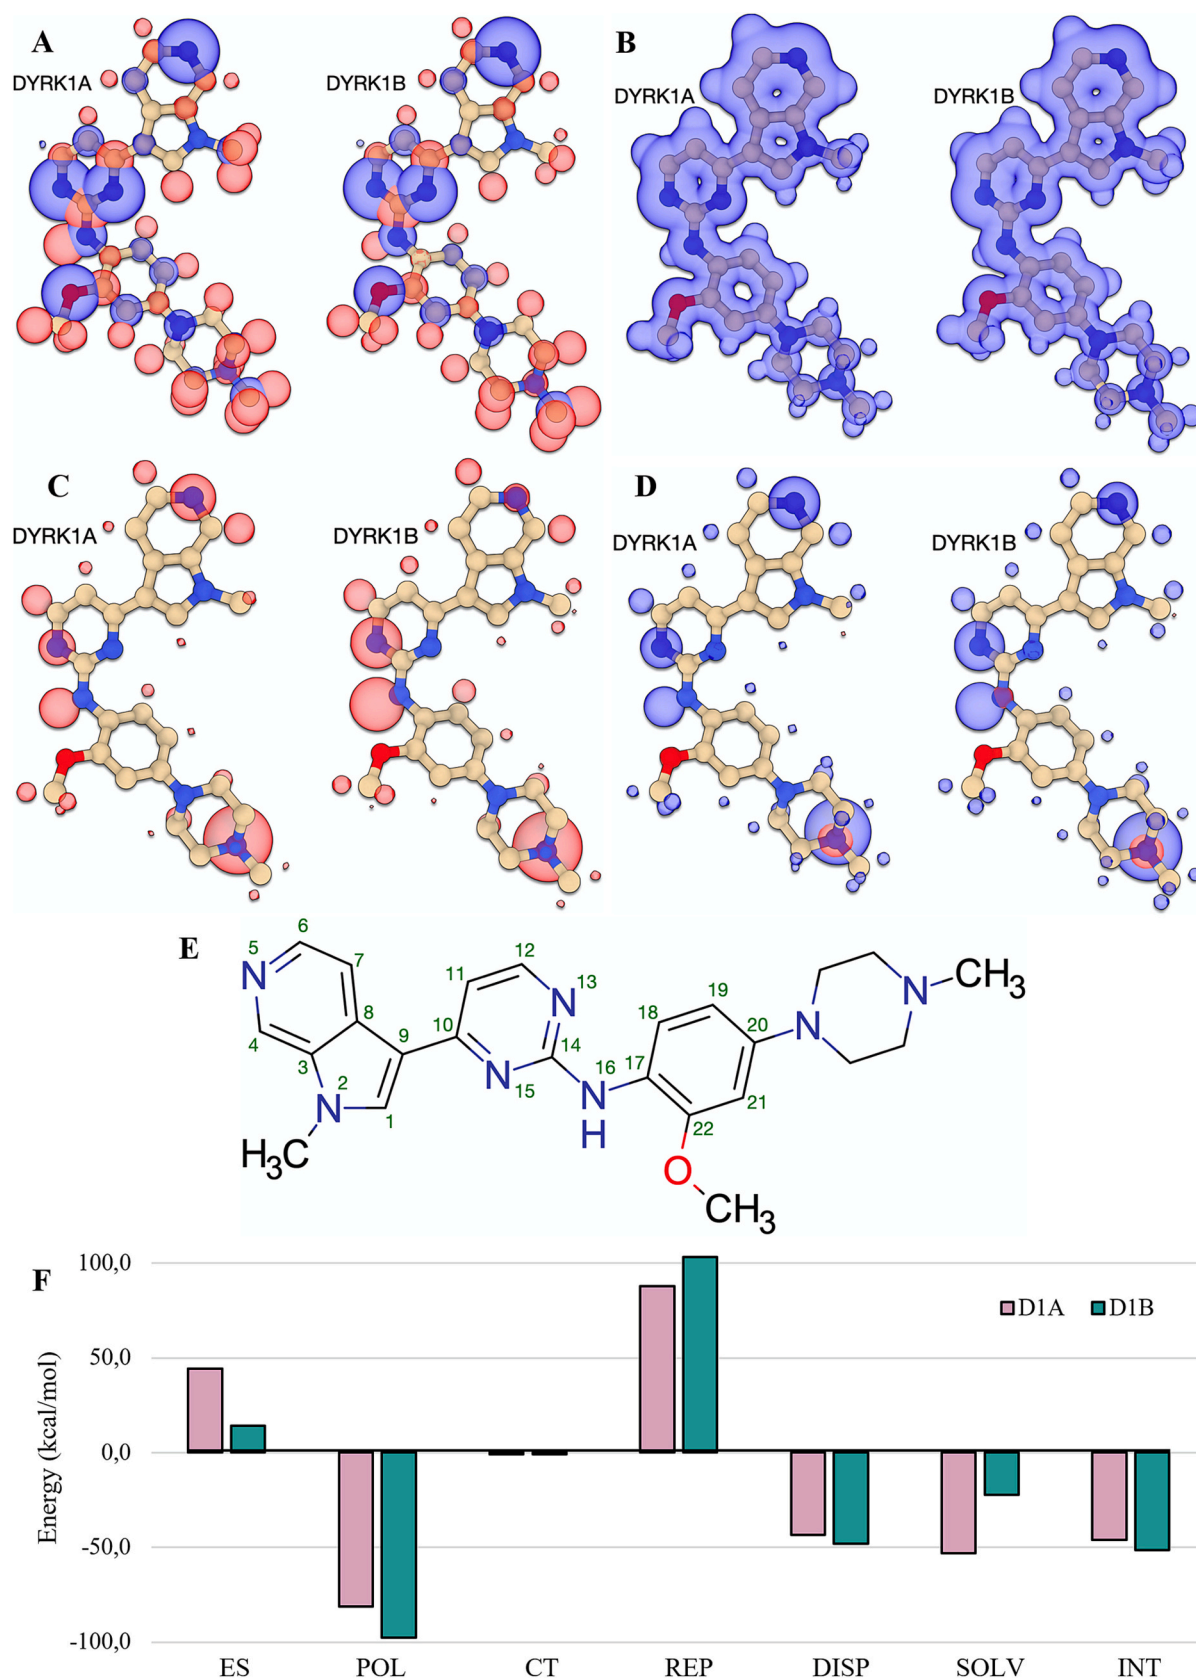 A
B
DYRK1A
DYRK1B
DYRK1A
DYRK1B
C
D
DYRK1A
DYRK1B
DYRK1A
DYRK1B
E
6
5
N
7
12
11
N
13
8
9
10
4
3
2
N
1
N
15
14
16
N
H
17
18
19
20
21
22
N
N
CH3
H3C
O
CH3
F
Energy (kcal/mol)
100,0
50,0
0,0
-50,0
-100,0
D1A
D1B
ES
POL
CT
REP
DISP
SOLV
INT